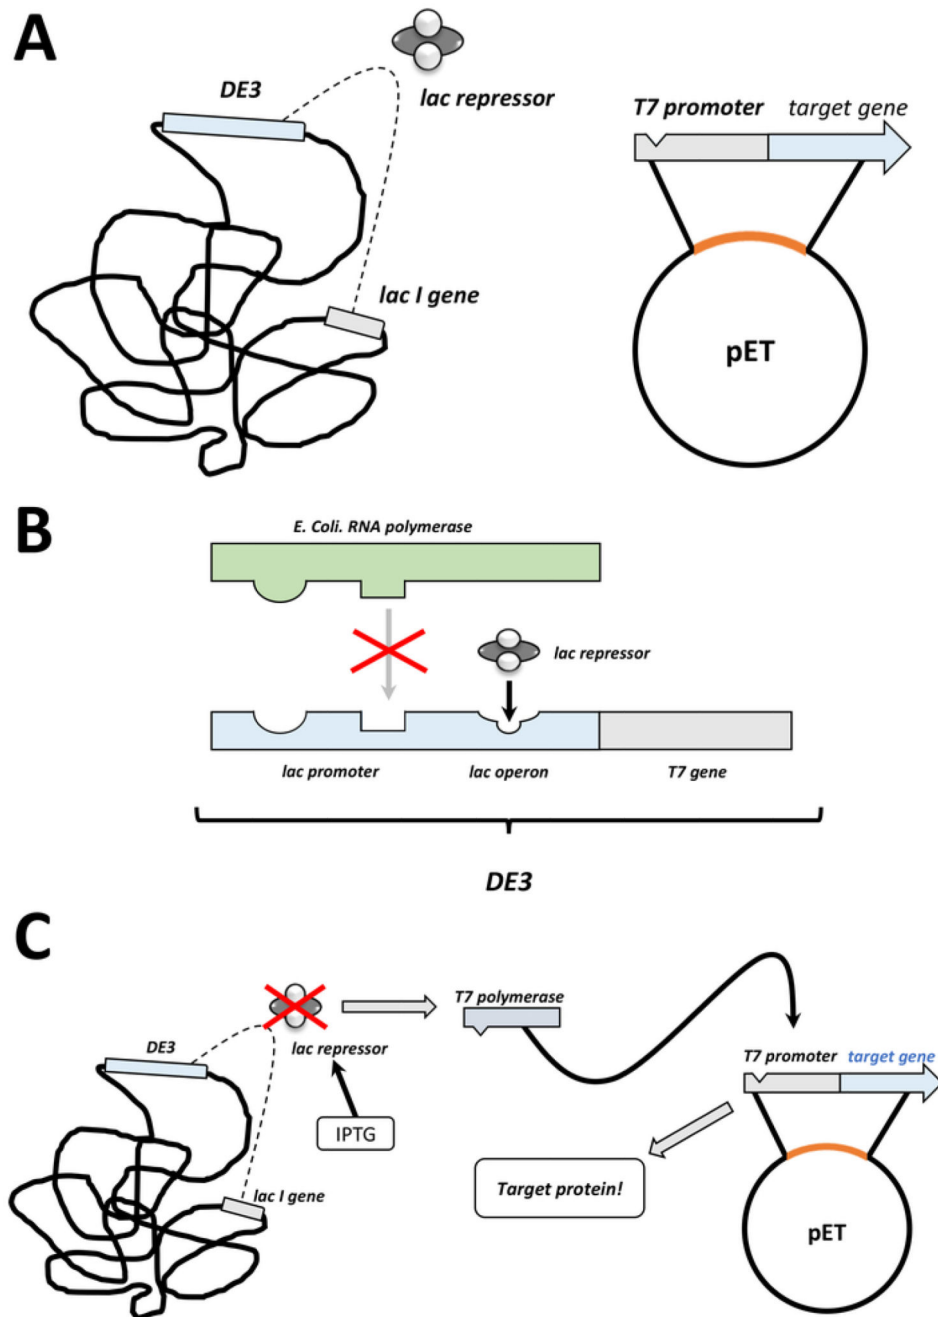 A
DE3
lac repressor
lac I gene
T7 promoter target gene
pET
B
E. Coli. RNA polymerase
lac repressor
lac promoter
lac operon
T7 gene
DE3
C
DE3
lac repressor
IPTG
lac I gene
T7 polymerase
T7 promoter target gene
Target protein!
pET